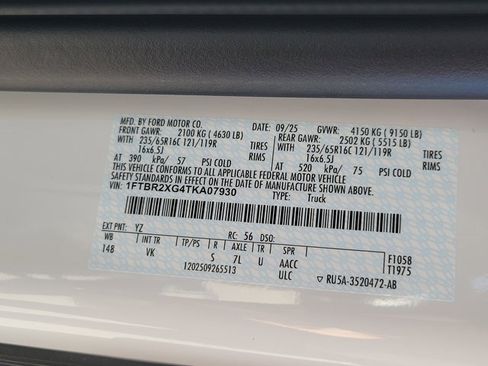 MFD. BY FORD MOTOR CO. 09/25 GVWR: 4150 KG ( 9150 LB)
FRONT GAWR: 2100 KG ( 4630 LB) REAR GAWR: 2502 KG ( 5515 LB)
WITH 235/65R16C 121/119R TIRES WITH 235/65R16C 121/119R TIRES
16x6.5J RIMS 16x6.5J RIMS
AT 390 kPa/ 57 PSI COLD AT 520 kPa/ 75 PSI COLD
THIS VEHICLE CONFORMS TO ALL APPLICABLE FEDERAL MOTOR VEHICLE
SAFETY AND THEFT PREVENTION STANDARDS IN EFFECT ON THE DATE OF MANUFACTURE SHOWN ABOVE.
VIN: 1FTBR2XG4TKA07930 TYPE: Truck
EXT PNT: YZ RC: 56 DSO: F1058
WB INT TR TP/PS R AXLE TR SPR T1975
148 VK S 7L U AACC
1202509265513 ULC ▽ RU5A-3520472-AB